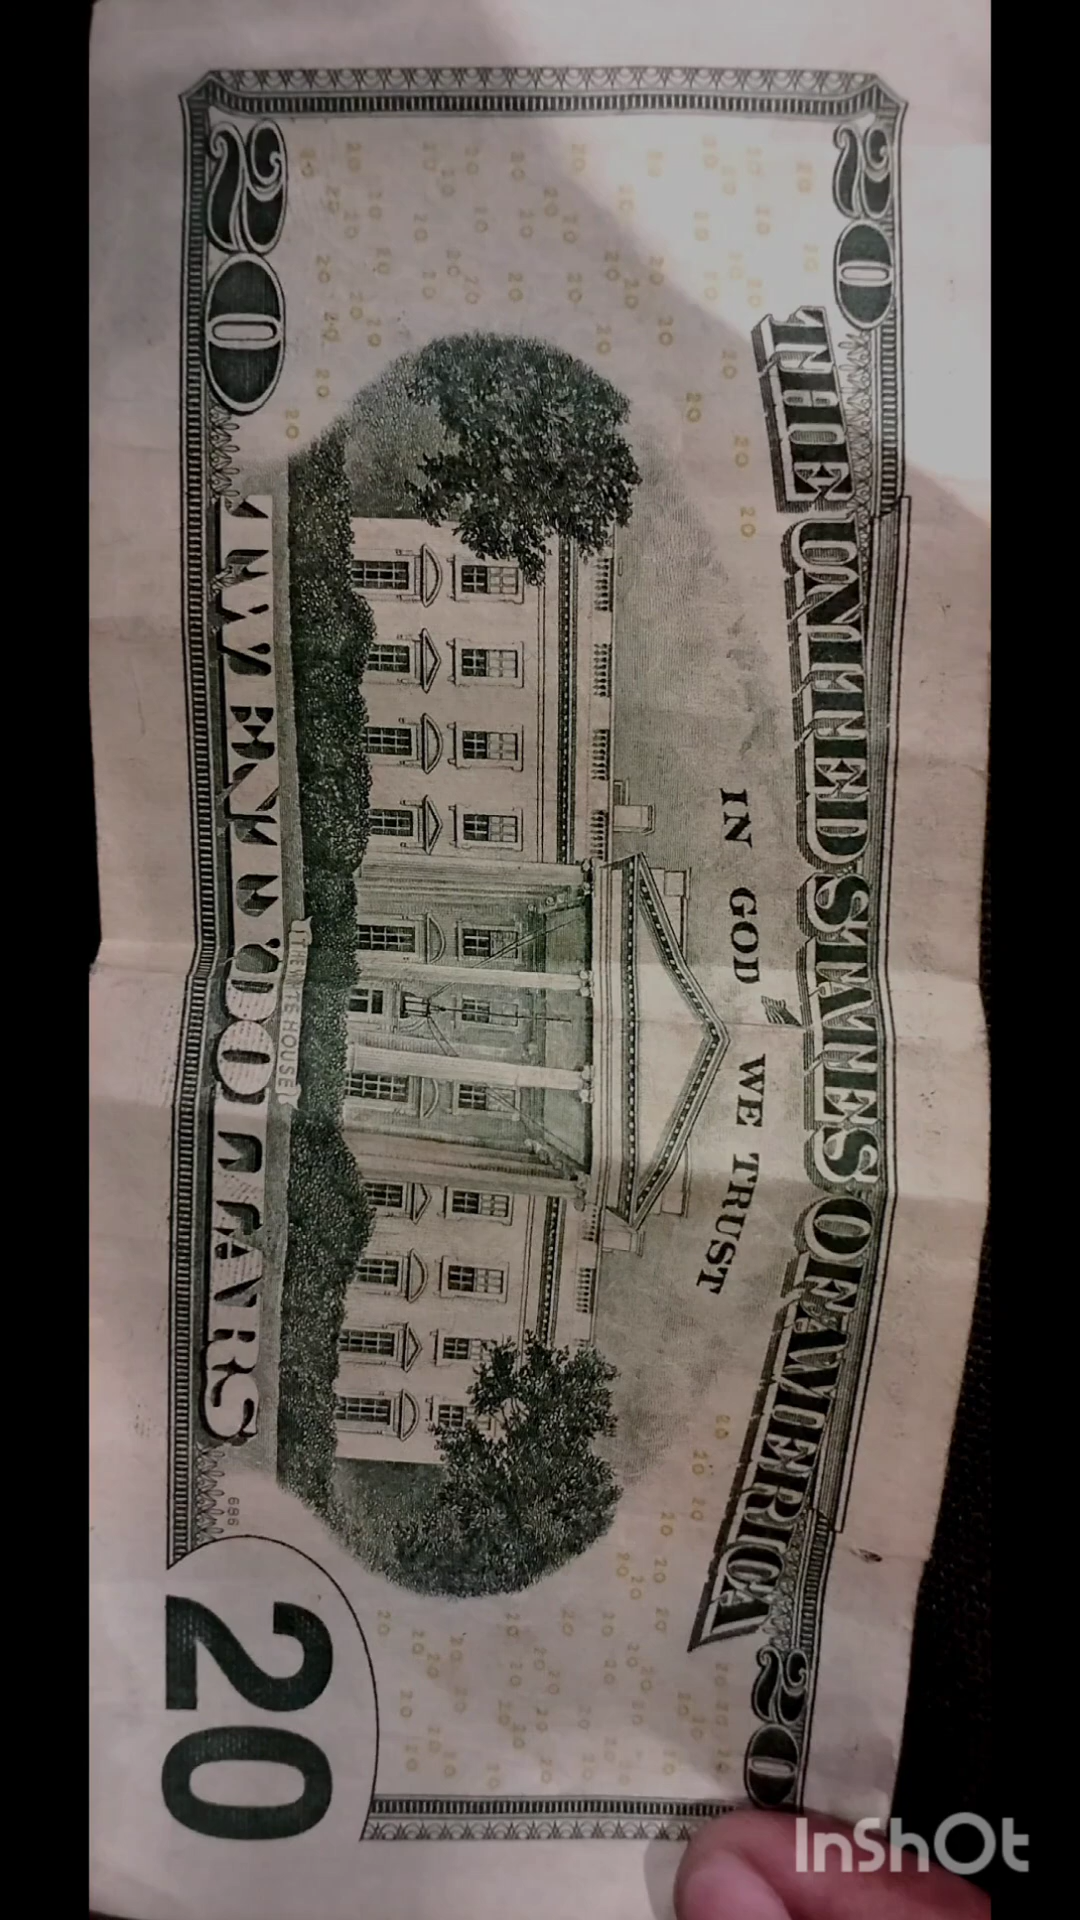 20
20
THE UNITED STATES OF AMERICA
IN GOD WE TRUST
THE WHITE HOUSE
20
TWENTY DOLLARS
689
20
InShOt